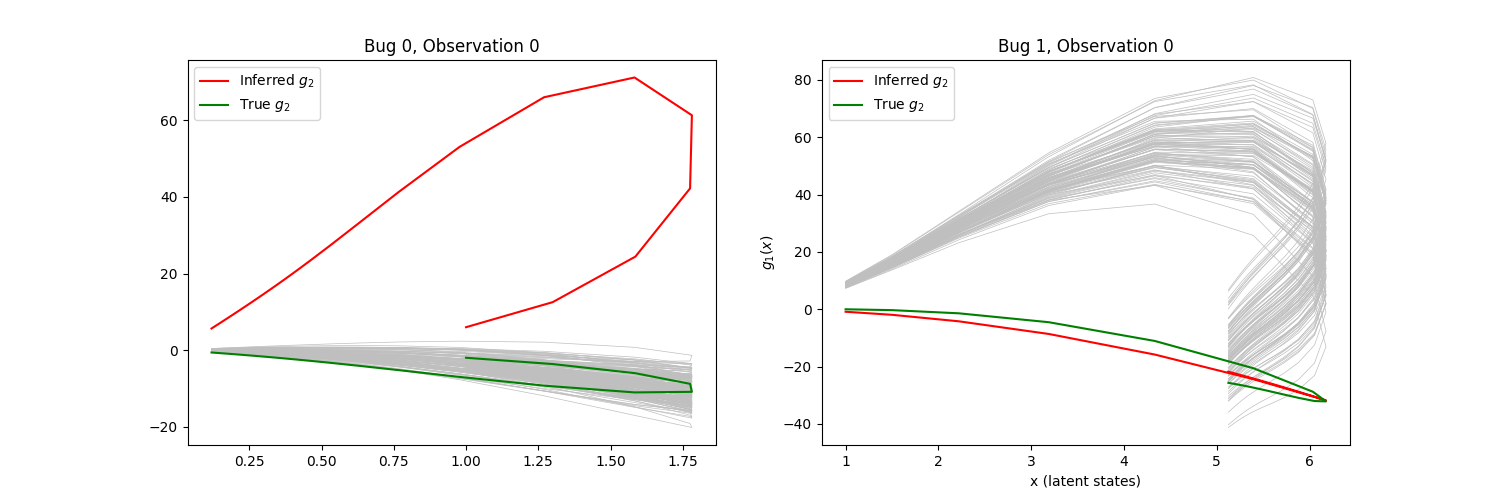 Bug 0, Observation 0
Inferred g₂
True g₂
60
40
20
0
−20
0.25 0.50 0.75 1.00 1.25 1.50 1.75
Bug 1, Observation 0
Inferred g₂
True g₂
g₁(x)
80
60
40
20
0
−20
−40
1 2 3 4 5 6
x (latent states)